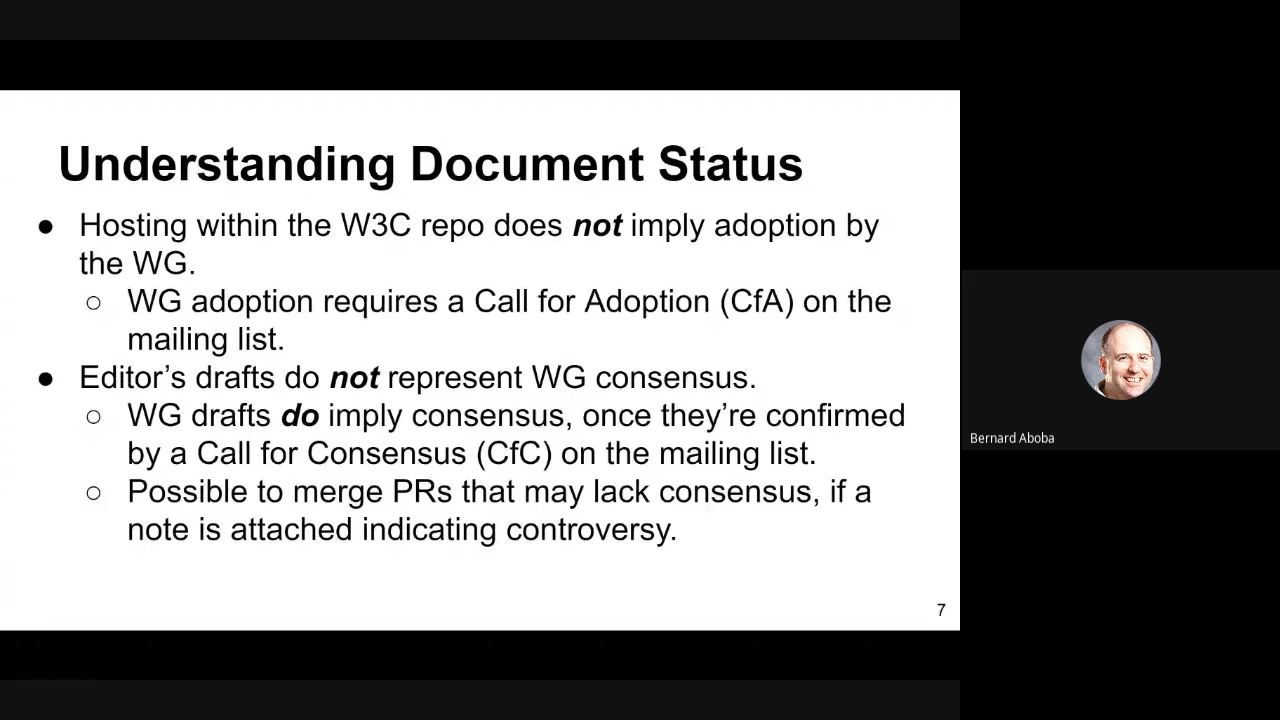 Understanding Document Status
● Hosting within the W3C repo does not imply adoption by
the WG.
○ WG adoption requires a Call for Adoption (CfA) on the
mailing list.
● Editor’s drafts do not represent WG consensus.
○ WG drafts do imply consensus, once they’re confirmed
by a Call for Consensus (CfC) on the mailing list.
○ Possible to merge PRs that may lack consensus, if a
note is attached indicating controversy.
7
Bernard Aboba